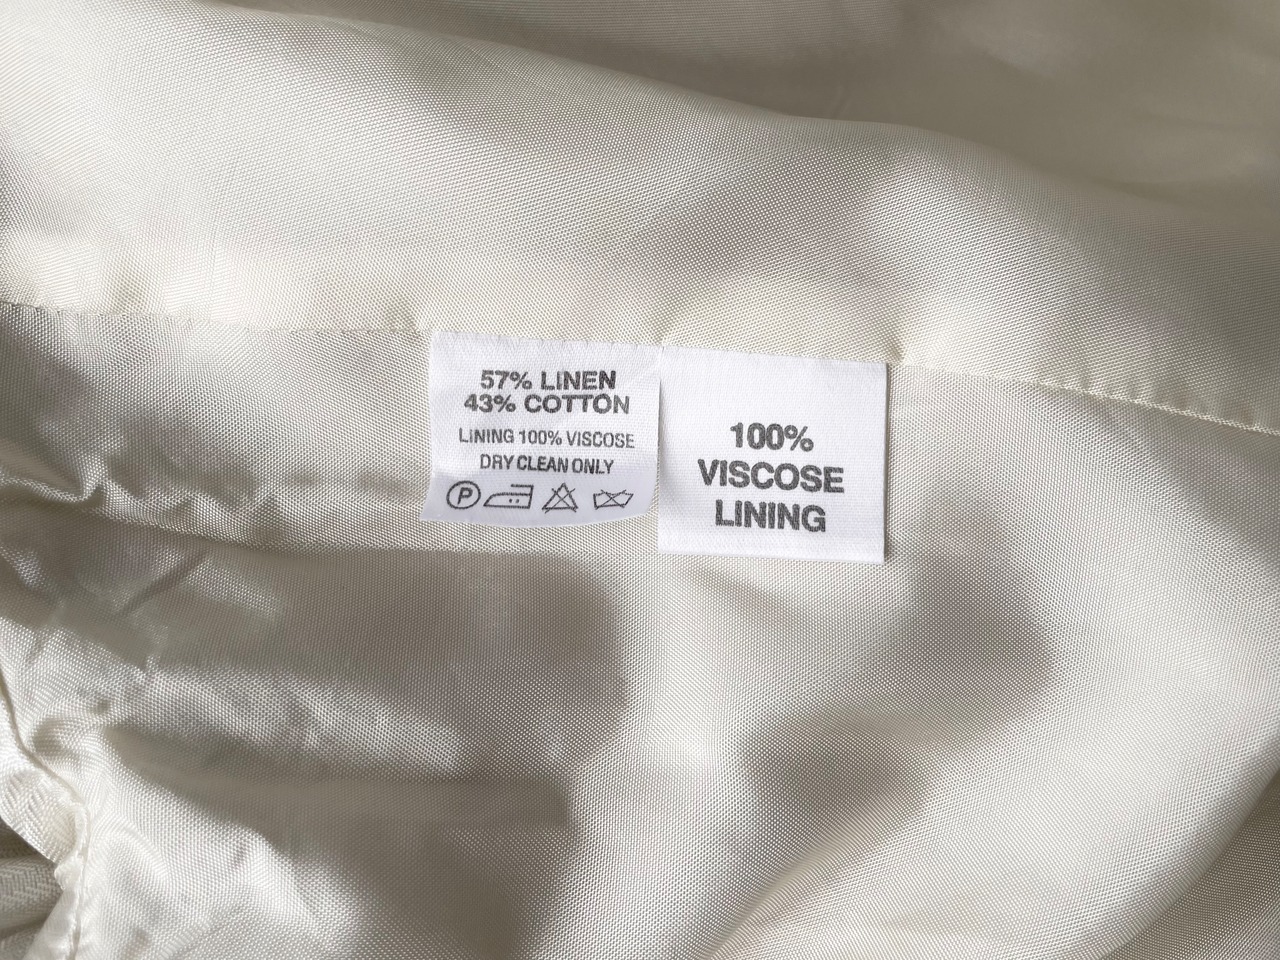 57% LINEN
43% COTTON
LINING 100% VISCOSE
DRY CLEAN ONLY
P
100%
VISCOSE
LINING